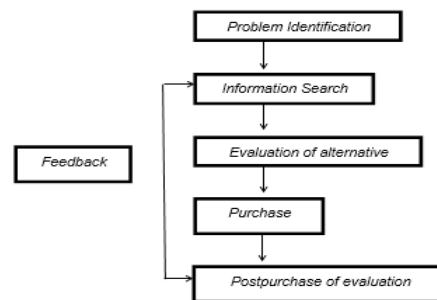 Problem Identification
Information Search
Evaluation of alternative
Feedback
Purchase
Postpurchase of evaluation